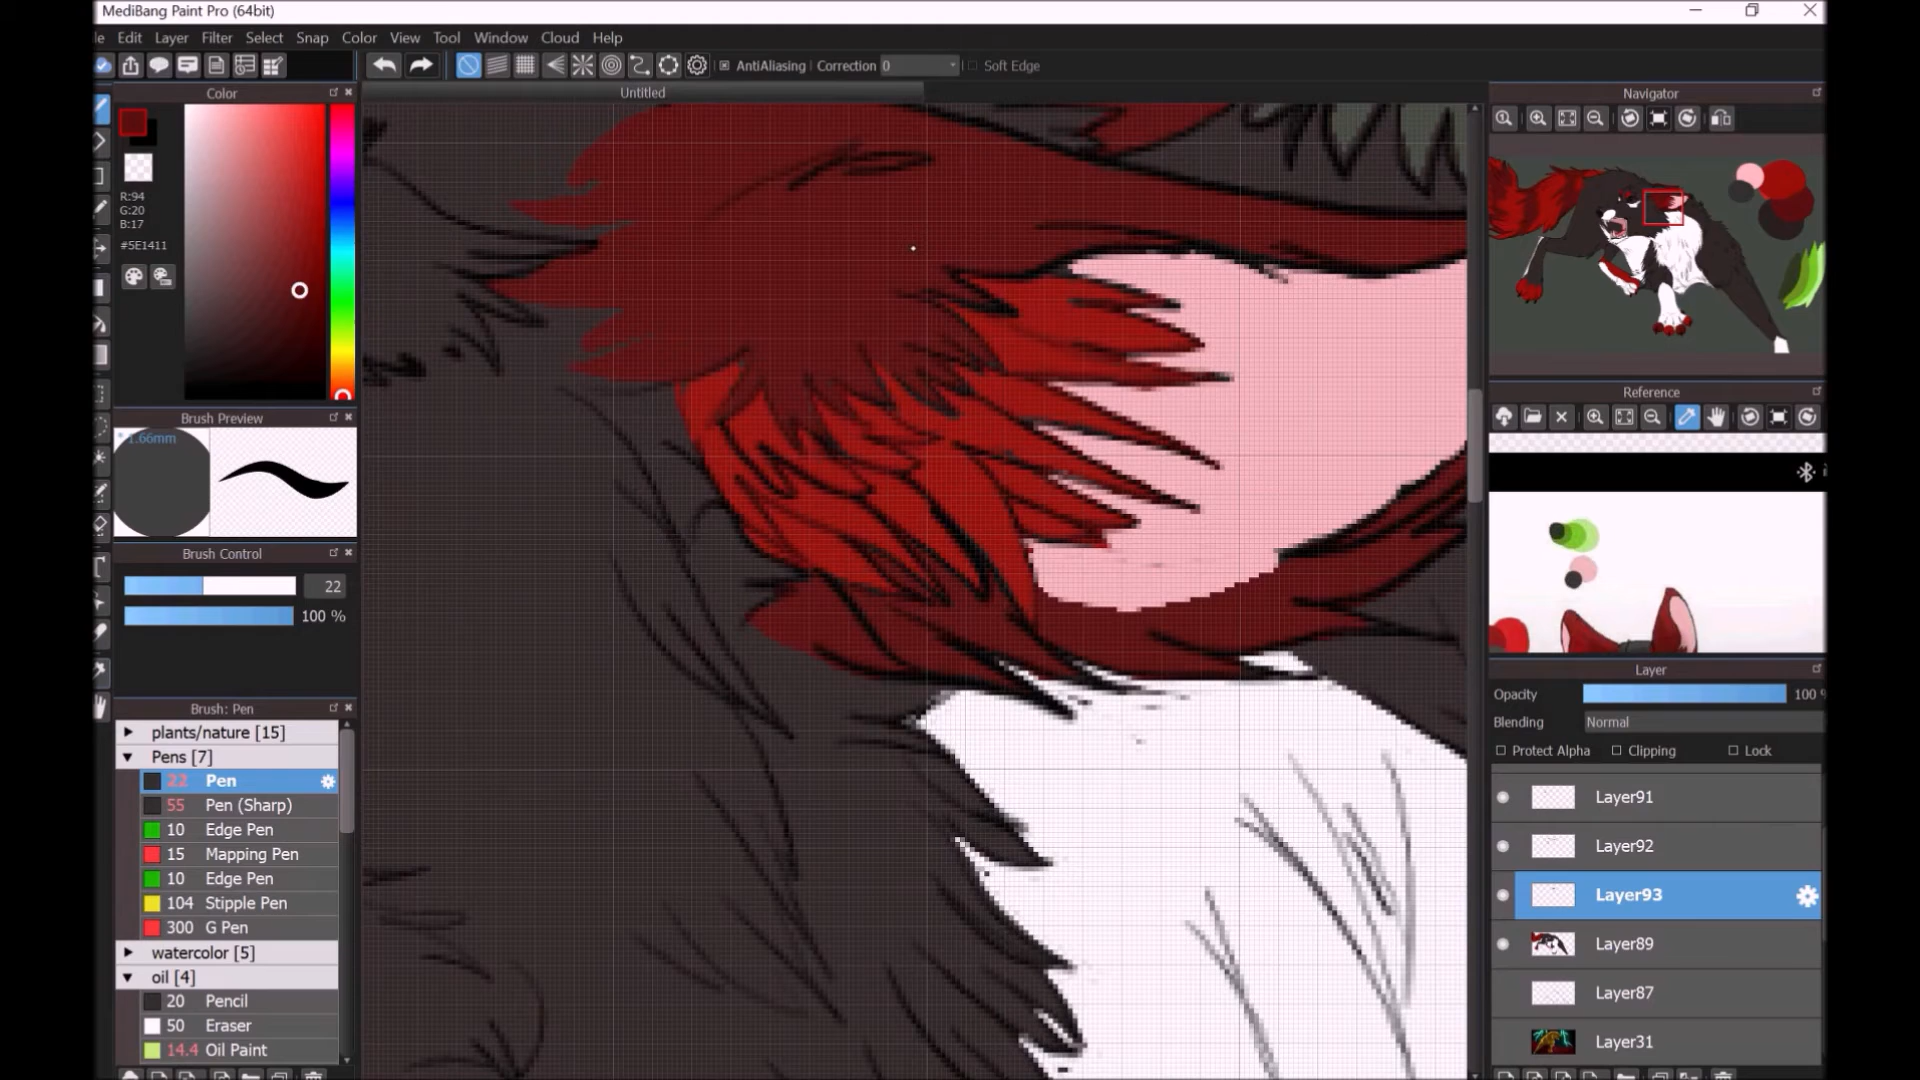 MediBang Paint Pro (64bit)
le Edit Layer Filter Select Snap Color View Tool Window Cloud Help
AntiAliasing Correction 0 Soft Edge
Color
Untitled
Navigator
R:94
G:20
B:17
#5E1411
Brush Preview
1.66mm
Reference
Brush Control
22
100 %
Layer
Opacity 100 %
Blending Normal
Protect Alpha Clipping Lock
Brush: Pen
plants/nature [15]
Pens [7]
22 Pen
55 Pen (Sharp)
10 Edge Pen
15 Mapping Pen
10 Edge Pen
104 Stipple Pen
300 G Pen
watercolor [5]
oil [4]
20 Pencil
50 Eraser
14.4 Oil Paint
Layer91
Layer92
Layer93
Layer89
Layer87
Layer31